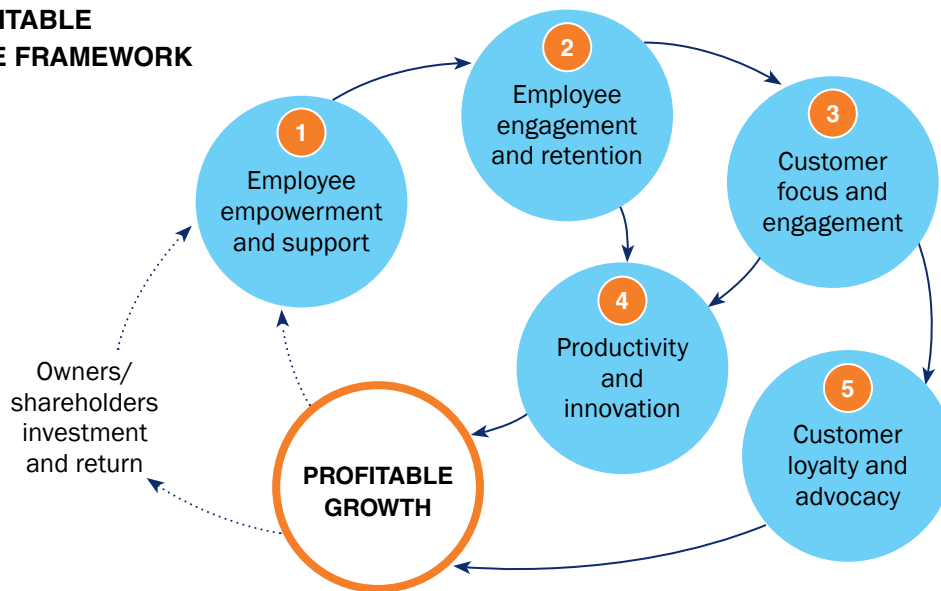 ITABLE
E FRAMEWORK
1
Employee
empowerment
and support
2
Employee
engagement
and retention
3
Customer
focus and
engagement
4
Productivity
and
innovation
5
Customer
loyalty and
advocacy
PROFITABLE
GROWTH
Owners/
shareholders
investment
and return